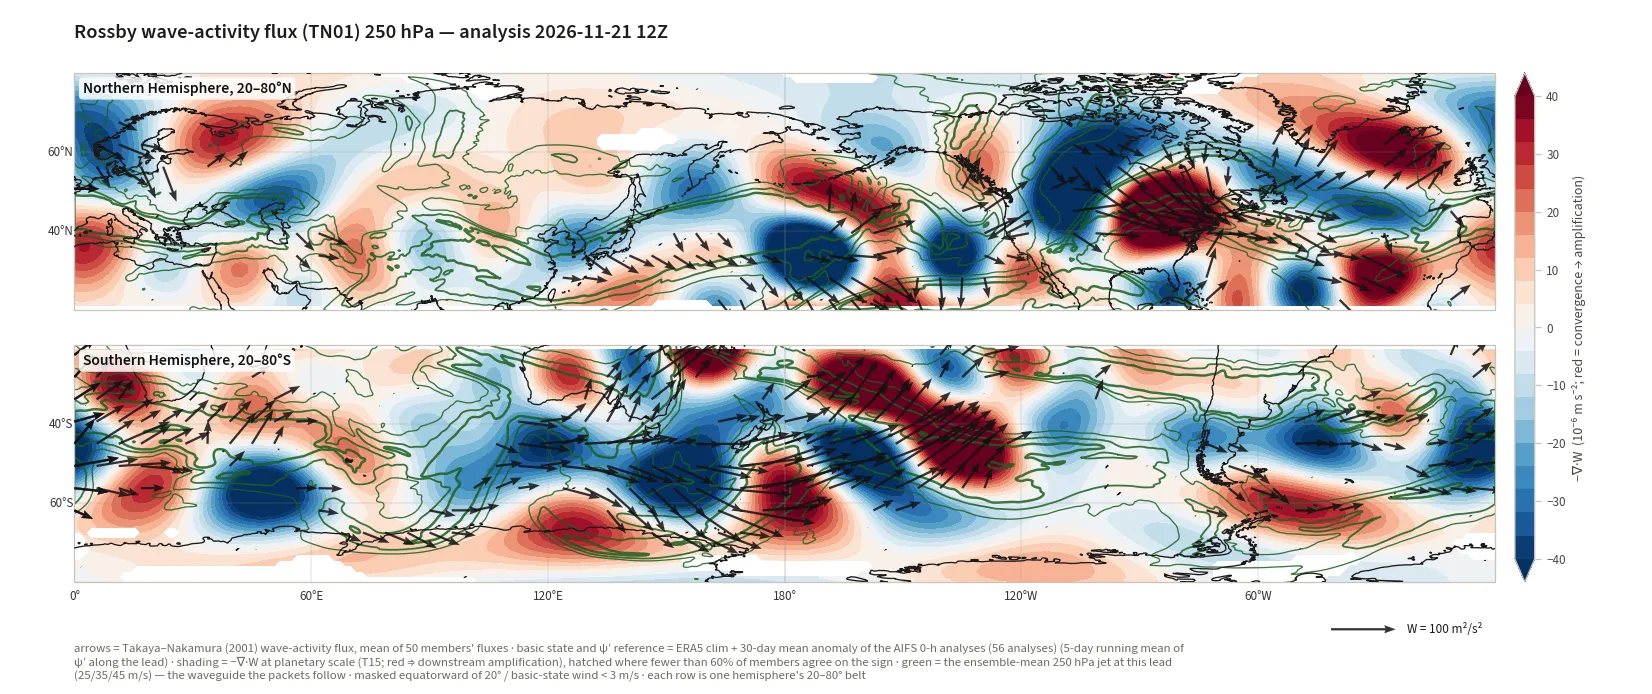 Rossby wave-activity flux (TN01) 250 hPa — analysis 2026-11-21 12Z
Northern Hemisphere, 20–80°N
60°N
40°N
Southern Hemisphere, 20–80°S
40°S
60°S
0°
60°E
120°E
180°
120°W
60°W
40
30
20
10
0
−10
−20
−30
−40
−∇·W (10⁻⁶ m s⁻²; red = convergence → amplification)
W = 100 m²/s²
arrows = Takaya–Nakamura (2001) wave-activity flux, mean of 50 members' fluxes · basic state and ψ' reference = ERA5 clim + 30-day mean anomaly of the AIFS 0-h analyses (56 analyses) (5-day running mean of
ψ' along the lead) · shading = −∇·W at planetary scale (T15; red ⇒ downstream amplification), hatched where fewer than 60% of members agree on the sign · green = the ensemble-mean 250 hPa jet at this lead
(25/35/45 m/s) — the waveguide the packets follow · masked equatorward of 20° / basic-state wind < 3 m/s · each row is one hemisphere's 20–80° belt